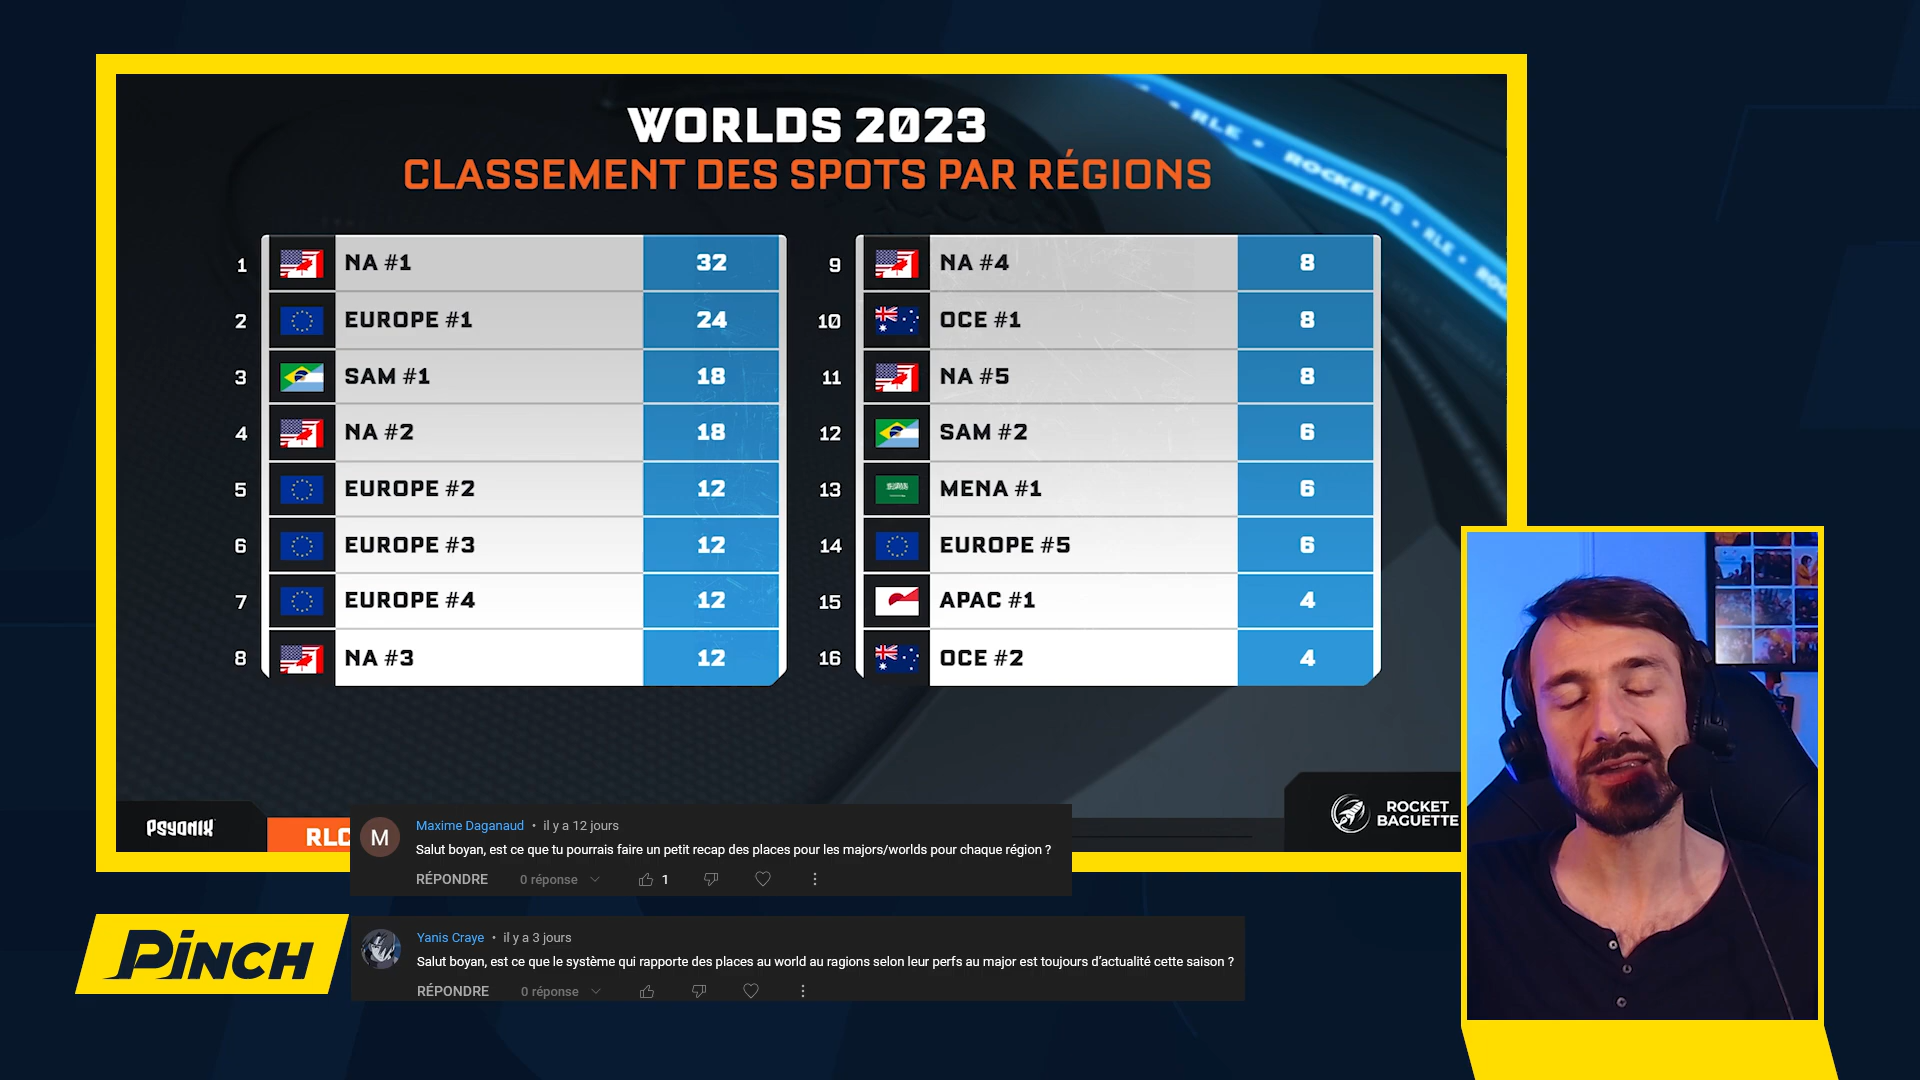 WORLDS 2023
CLASSEMENT DES SPOTS PAR RÉGIONS
RLE • ROCKETTS • RLE •
1 NA #1 32
2 EUROPE #1 24
3 SAM #1 18
4 NA #2 18
5 EUROPE #2 12
6 EUROPE #3 12
7 EUROPE #4 12
8 NA #3 12
9 NA #4 8
10 OCE #1 8
11 NA #5 8
12 SAM #2 6
13 MENA #1 6
14 EUROPE #5 6
15 APAC #1 4
16 OCE #2 4
PSYONIX
RLC
ROCKET
BAGUETTE
M
Maxime Daganaud • il y a 12 jours
Salut boyan, est ce que tu pourrais faire un petit recap des places pour les majors/worlds pour chaque région ?
RÉPONDRE 0 réponse 1
PINCH
Yanis Craye • il y a 3 jours
Salut boyan, est ce que le système qui rapporte des places au world au ragions selon leur perfs au major est toujours d'actualité cette saison ?
RÉPONDRE 0 réponse